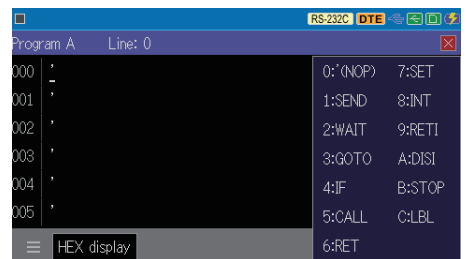 RS-232C DTE
Program A Line: 0
000 '
001 '
002 '
003 '
004 '
005 '
HEX display
0:'(NOP) 7:SET
1:SEND 8:INT
2:WAIT 9:RETI
3:GOTO A:DISI
4:IF B:STOP
5:CALL C:LBL
6:RET